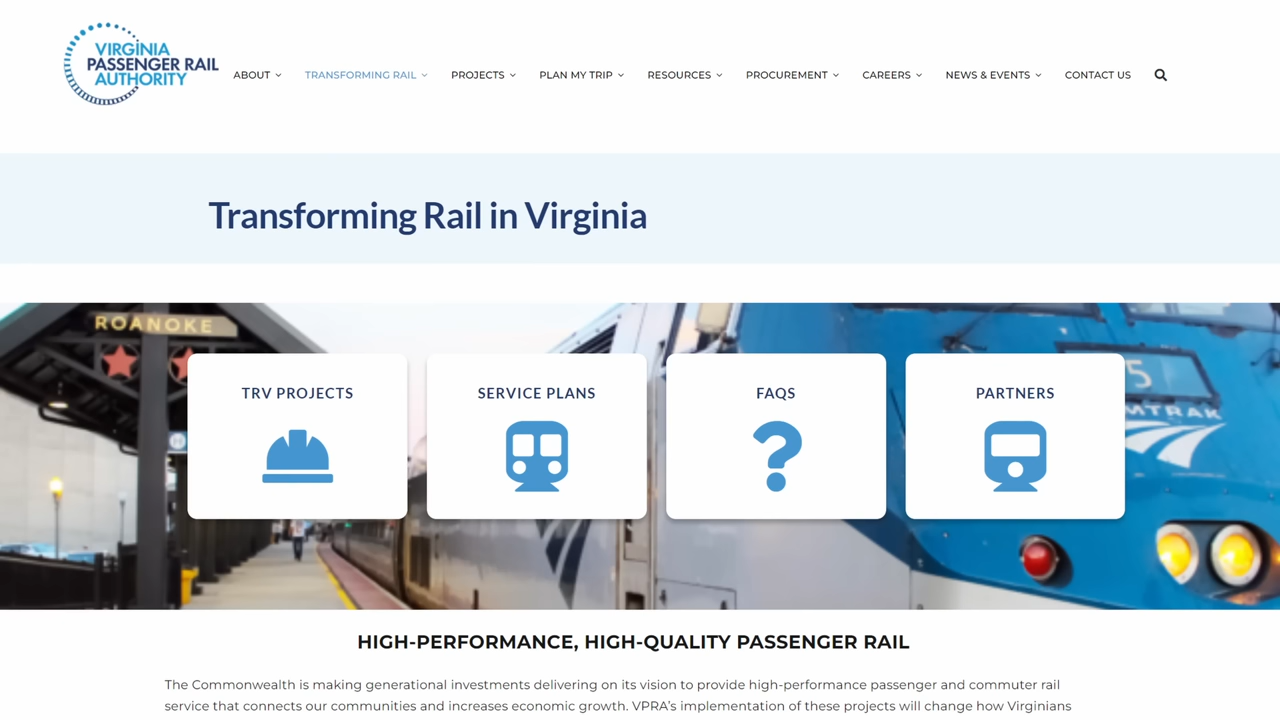 VIRGINIA
PASSENGER RAIL
AUTHORITY
ABOUT
TRANSFORMING RAIL
PROJECTS
PLAN MY TRIP
RESOURCES
PROCUREMENT
CAREERS
NEWS & EVENTS
CONTACT US
Transforming Rail in Virginia
ROANOKE
TRV PROJECTS
SERVICE PLANS
FAQS
PARTNERS
5
MTRAK
HIGH-PERFORMANCE, HIGH-QUALITY PASSENGER RAIL
The Commonwealth is making generational investments delivering on its vision to provide high-performance passenger and commuter rail
service that connects our communities and increases economic growth. VPRA's implementation of these projects will change how Virginians